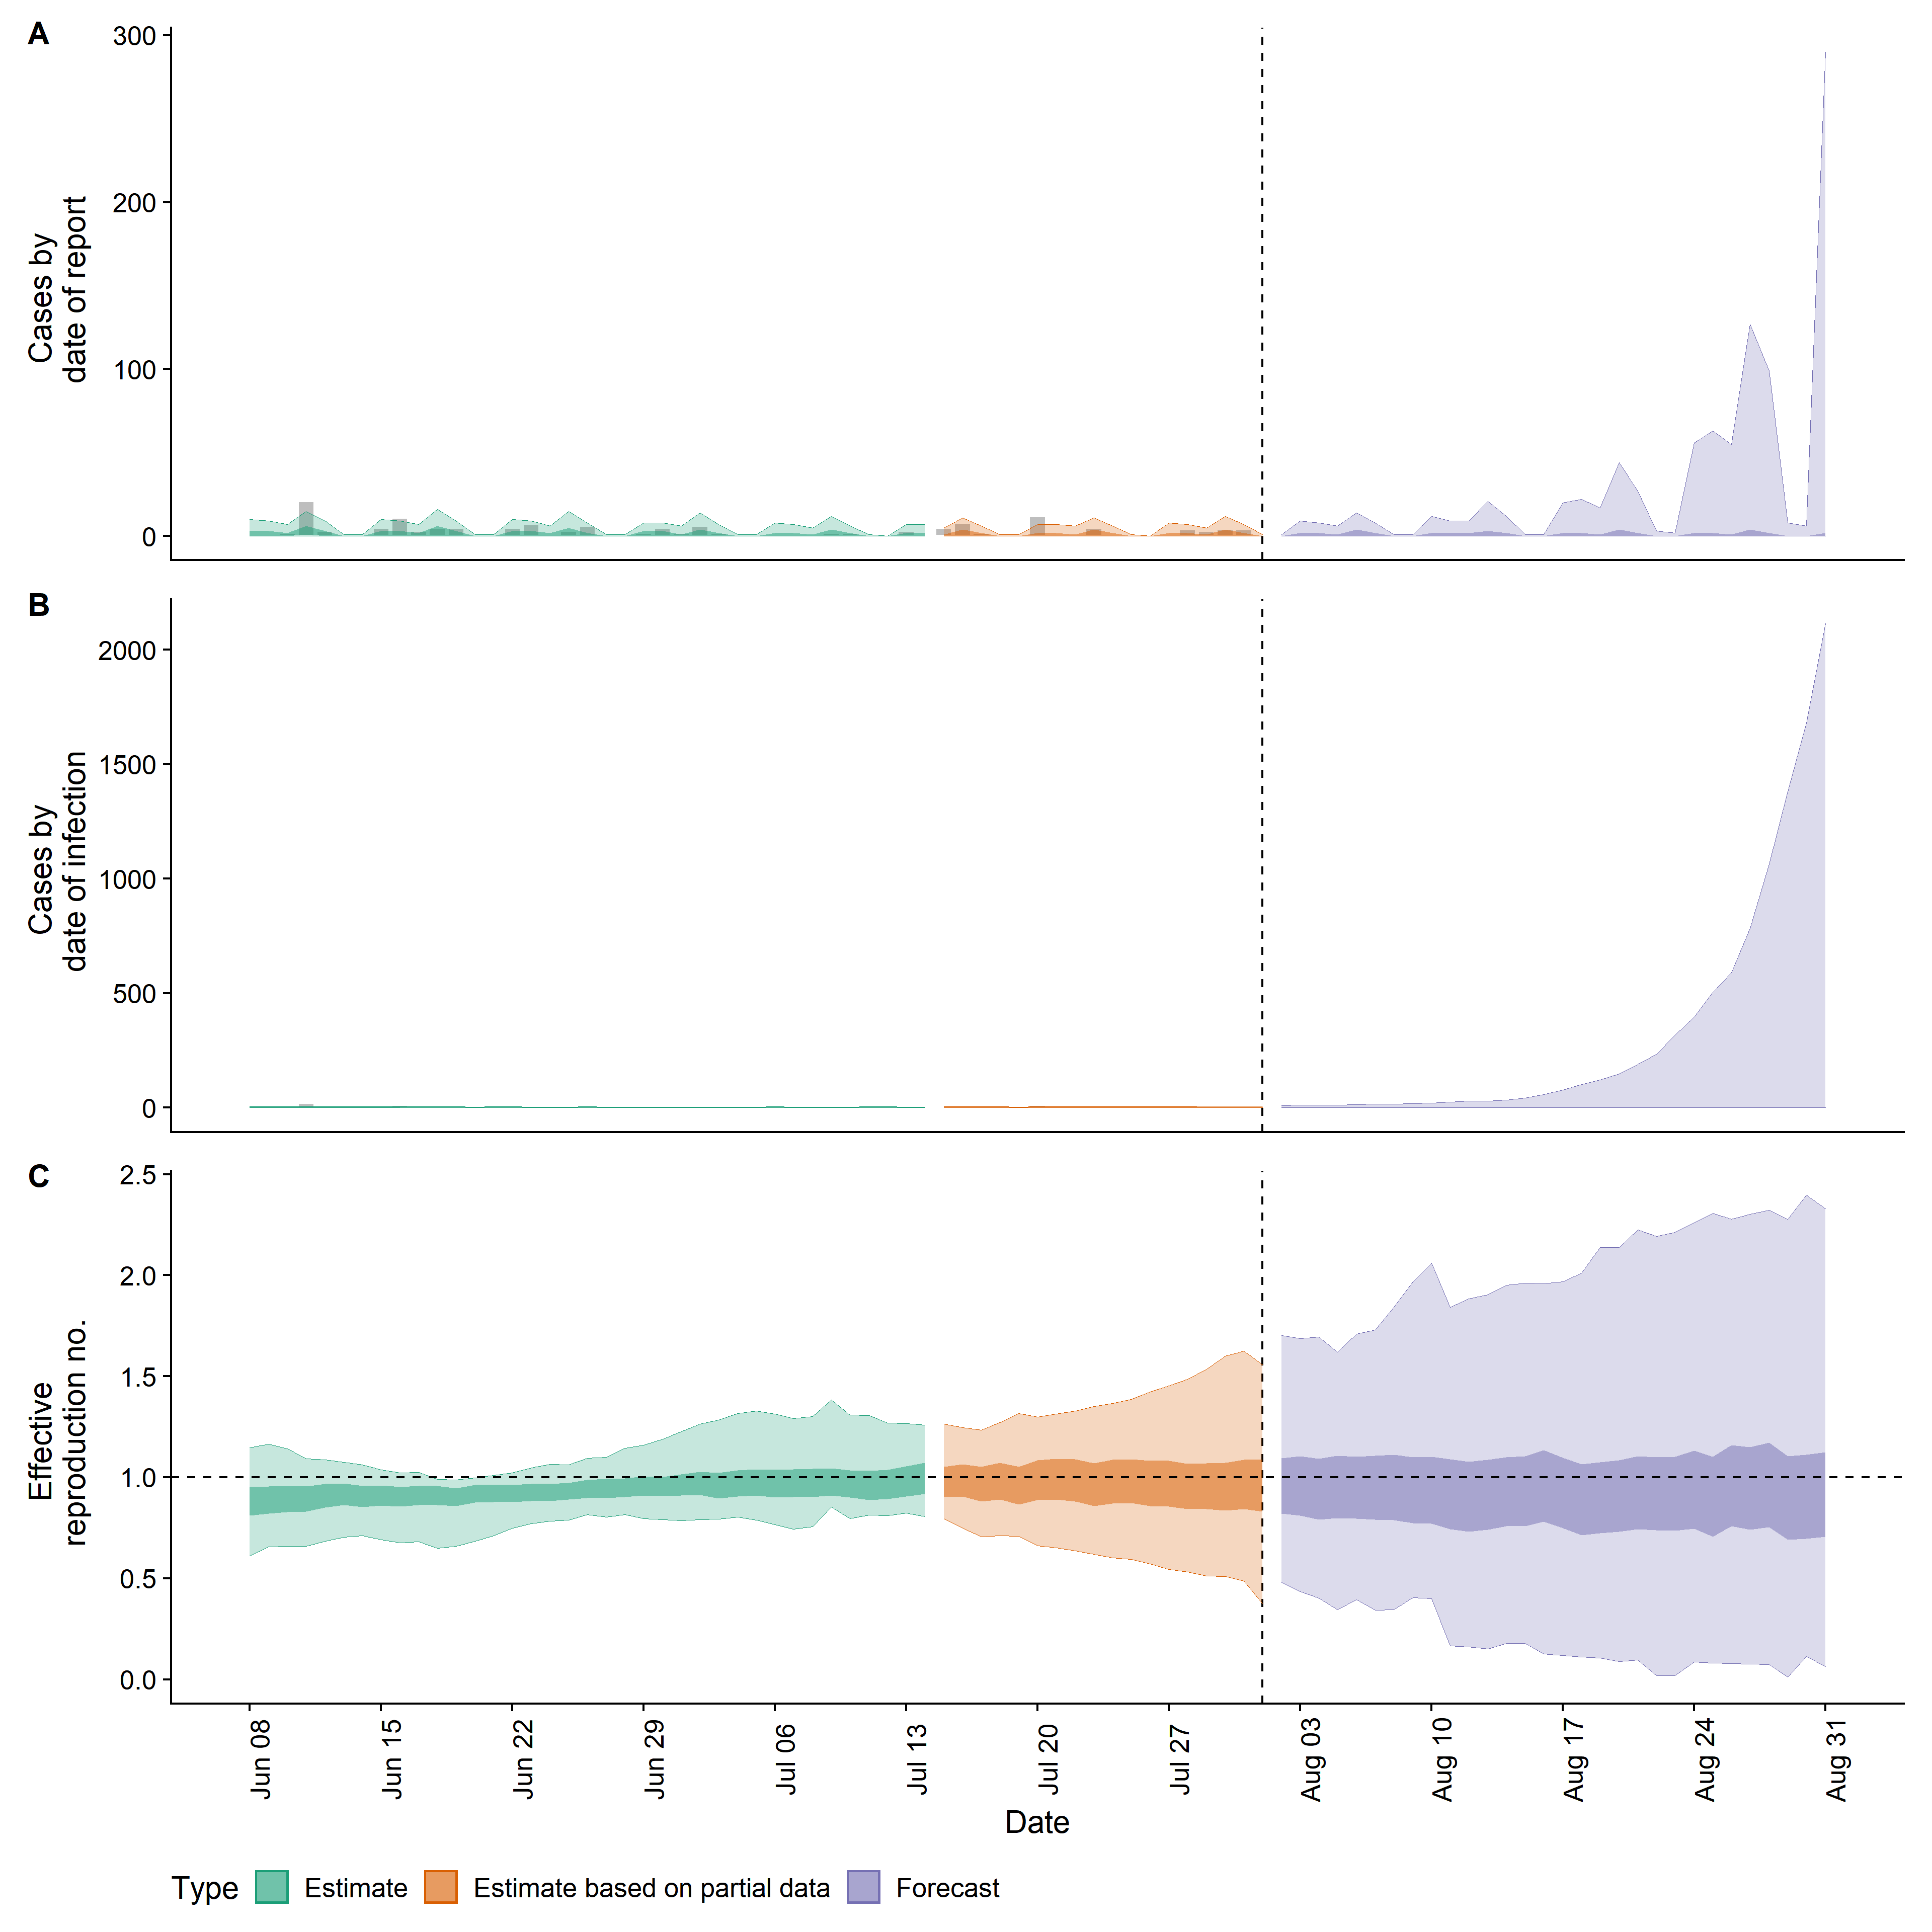 A
300
200
100
0
Cases by
date of report
B
2000
1500
1000
500
0
Cases by
date of infection
C
2.5
2.0
1.5
1.0
0.5
0.0
Effective
reproduction no.
Jun 08
Jun 15
Jun 22
Jun 29
Jul 06
Jul 13
Jul 20
Jul 27
Aug 03
Aug 10
Aug 17
Aug 24
Aug 31
Date
Type Estimate Estimate based on partial data Forecast